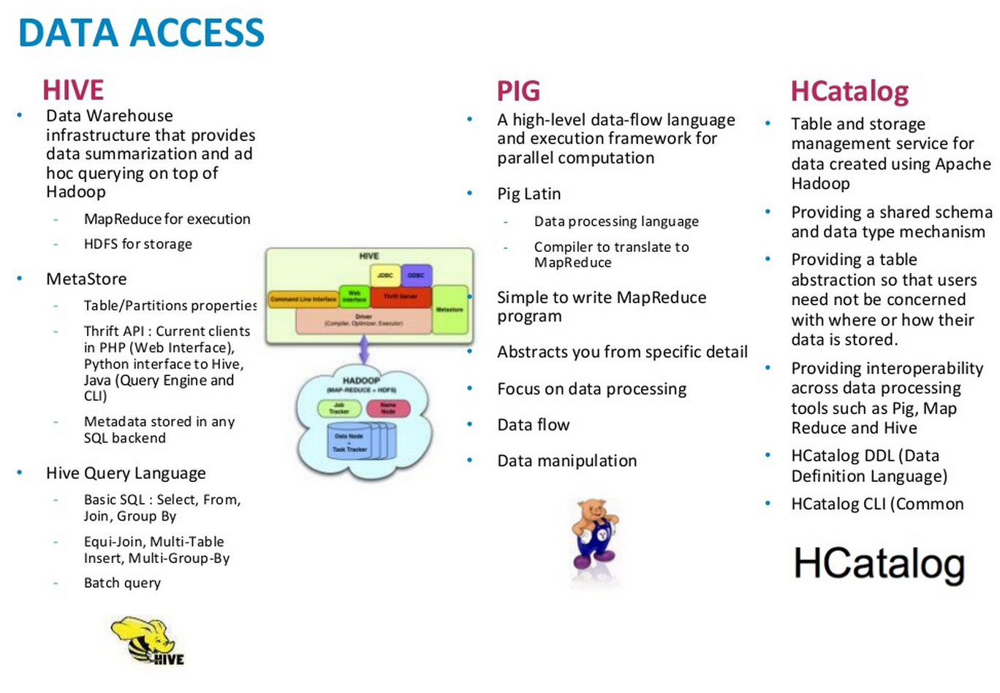 DATA ACCESS
HIVE
• Data Warehouse
infrastructure that provides
data summarization and ad
hoc querying on top of
Hadoop
- MapReduce for execution
- HDFS for storage
• MetaStore
- Table/Partitions properties
- Thrift API : Current clients
in PHP (Web Interface),
Python interface to Hive,
Java (Query Engine and
CLI)
- Metadata stored in any
SQL backend
• Hive Query Language
- Basic SQL : Select, From,
Join, Group By
- Equi-Join, Multi-Table
Insert, Multi-Group-By
- Batch query
HIVE
HIVE
JDBC
ODBC
Command Line Interface
Web
Interface
Thrift Server
Metastore
Driver
(Compiler, Optimizer, Executor)
HADOOP
(MAP-REDUCE + HDFS)
Job
Tracker
Name
Node
Data Node
+
Task Tracker
PIG
• A high-level data-flow language
and execution framework for
parallel computation
• Pig Latin
- Data processing language
- Compiler to translate to
MapReduce
• Simple to write MapReduce
program
• Abstracts you from specific detail
• Focus on data processing
• Data flow
• Data manipulation
Y
HCatalog
• Table and storage
management service for
data created using Apache
Hadoop
• Providing a shared schema
and data type mechanism
• Providing a table
abstraction so that users
need not be concerned
with where or how their
data is stored.
• Providing interoperability
across data processing
tools such as Pig, Map
Reduce and Hive
• HCatalog DDL (Data
Definition Language)
• HCatalog CLI (Common
HCatalog